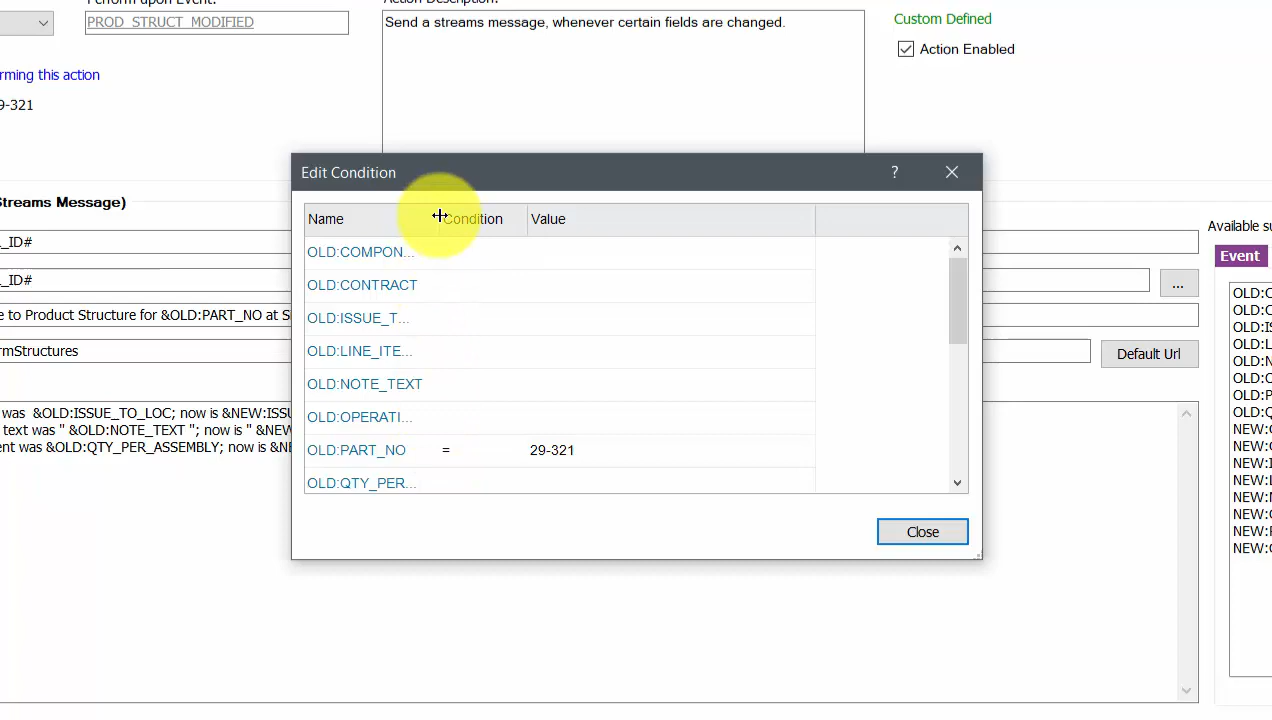 Perform upon Event:
PROD_STRUCT_MODIFIED
Action Description:
Send a streams message, whenever certain fields are changed.
Custom Defined
Action Enabled
rming this action
9-321
Edit Condition
?
Streams Message)
Name
Condition
Value
Available su
_ID#
OLD:COMPON...
Event
_ID#
OLD:CONTRACT
...
e to Product Structure for &OLD:PART_NO at S
OLD:ISSUE_T...
rmStructures
OLD:LINE_ITE...
Default Url
OLD:NOTE_TEXT
was &OLD:ISSUE_TO_LOC; now is &NEW:ISSU
OLD:OPERATI...
text was " &OLD:NOTE_TEXT "; now is " &NEW
ent was &OLD:QTY_PER_ASSEMBLY; now is &NE
OLD:PART_NO = 29-321
OLD:QTY_PER...
Close
OLD:C
OLD:C
OLD:IS
OLD:L
OLD:N
OLD:O
OLD:P
OLD:Q
NEW:C
NEW:C
NEW:I
NEW:L
NEW:N
NEW:O
NEW:P
NEW:Q